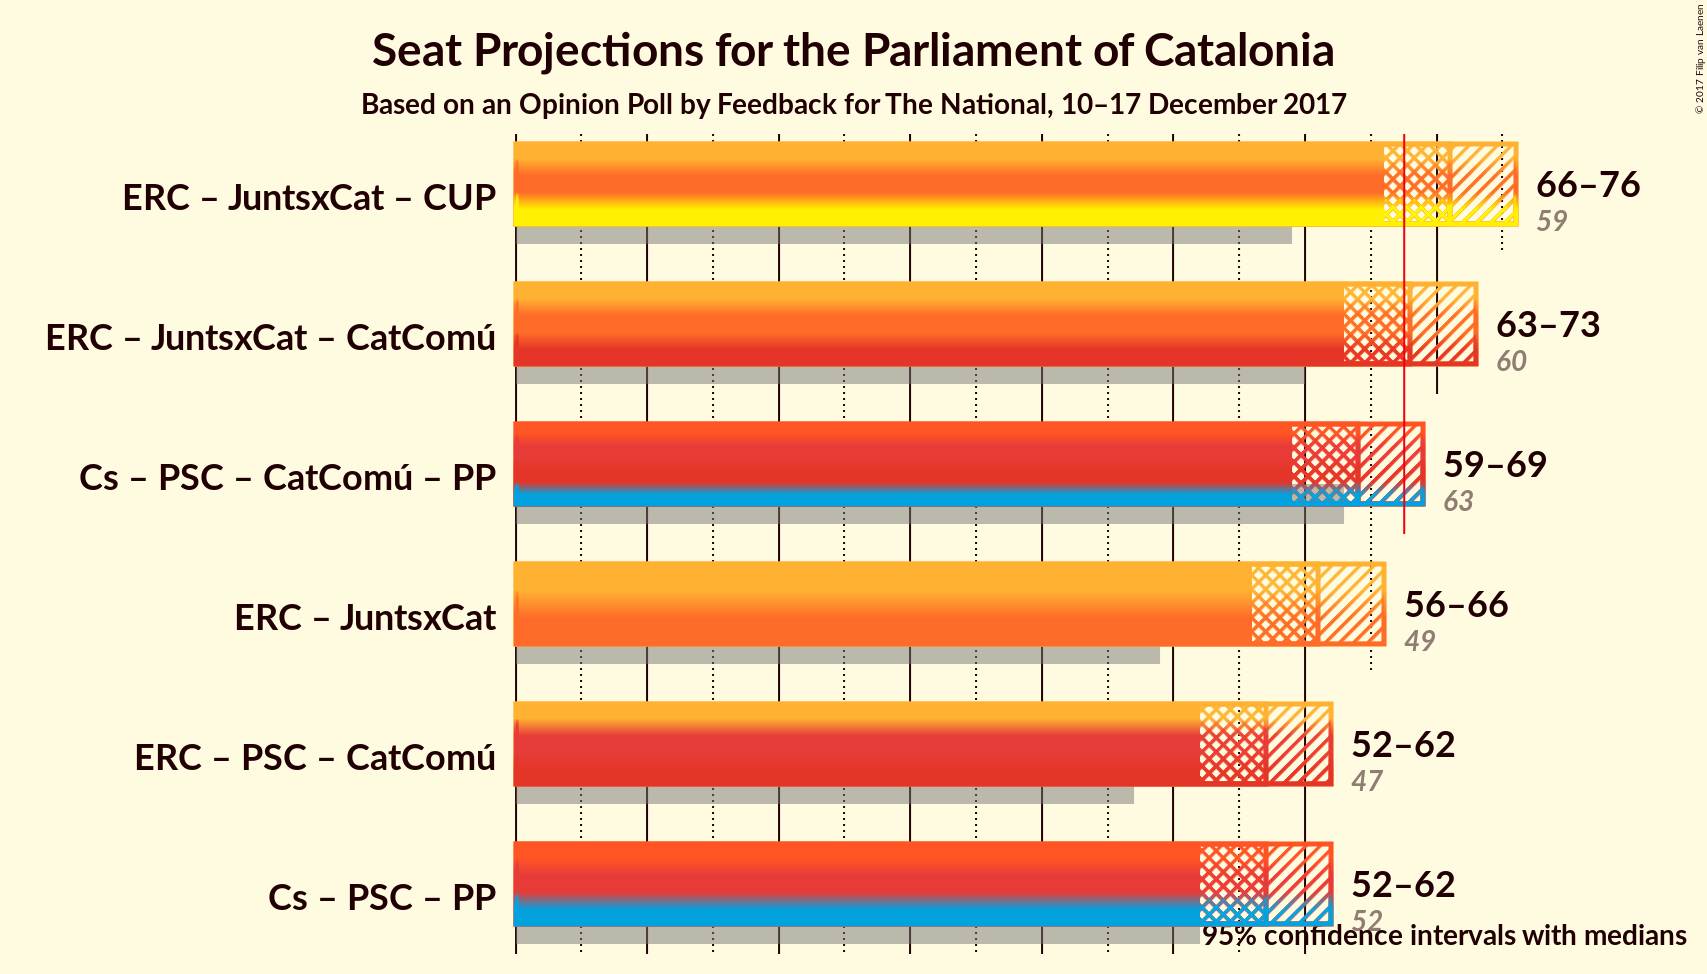 Seat Projections for the Parliament of Catalonia
Based on an Opinion Poll by Feedback for The National, 10–17 December 2017
© 2017 Filip van Laenen
ERC – JuntsxCat – CUP
66–76
59
ERC – JuntsxCat – CatComú
63–73
60
Cs – PSC – CatComú – PP
59–69
63
ERC – JuntsxCat
56–66
49
ERC – PSC – CatComú
52–62
47
Cs – PSC – PP
52–62
52
95% confidence intervals with medians